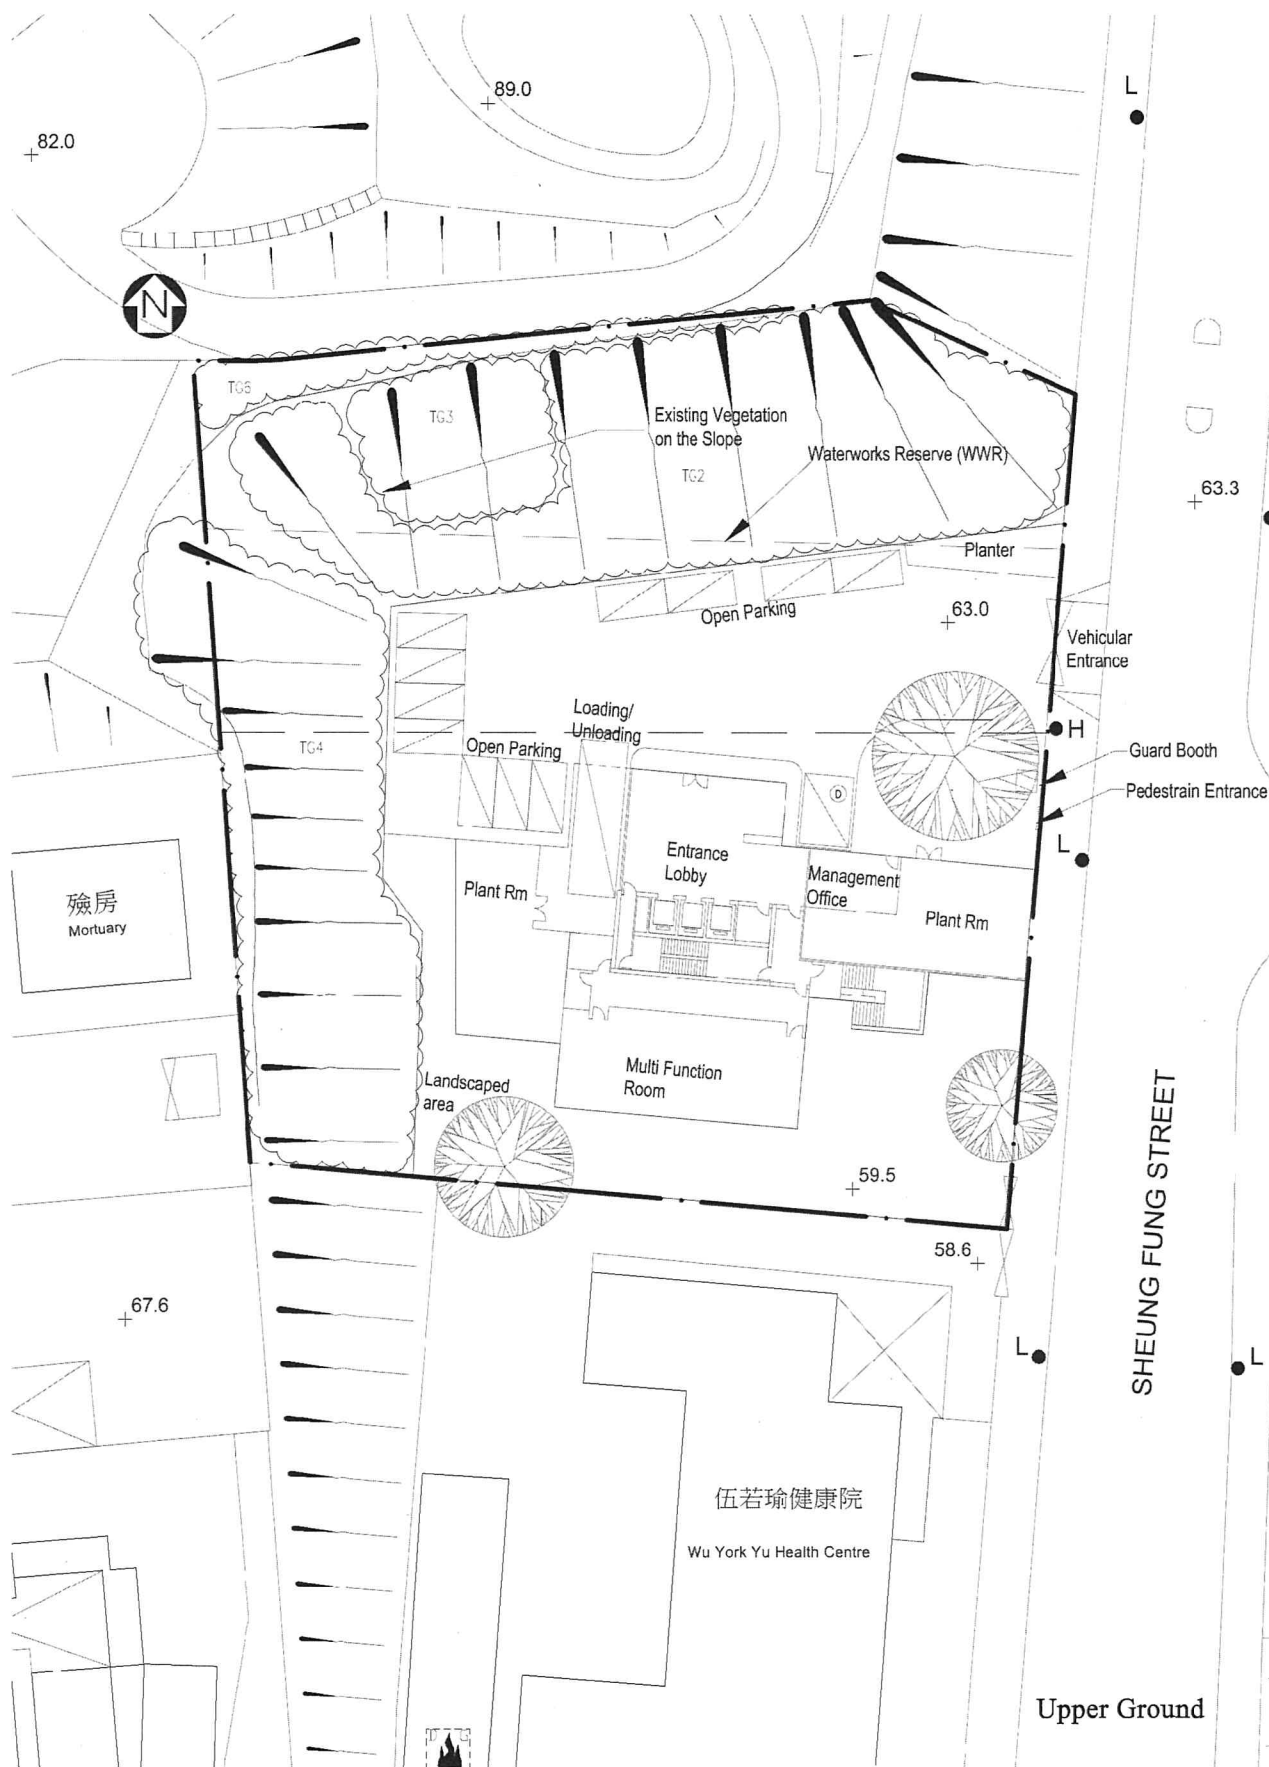 L
89.0
82.0
N
TG5
TG3
Existing Vegetation
on the Slope
Waterworks Reserve (WWR)
TG2
63.3
Planter
Open Parking
63.0
Vehicular
Entrance
Loading/
Unloading
H
TG4
Open Parking
Guard Booth
Pedestrain Entrance
D
L
Entrance
Lobby
Management
Office
Plant Rm
Plant Rm
殮房
Mortuary
Multi Function
Room
Landscaped
area
59.5
58.6
SHEUNG FUNG STREET
67.6
L
L
伍若瑜健康院
Wu York Yu Health Centre
Upper Ground
D G